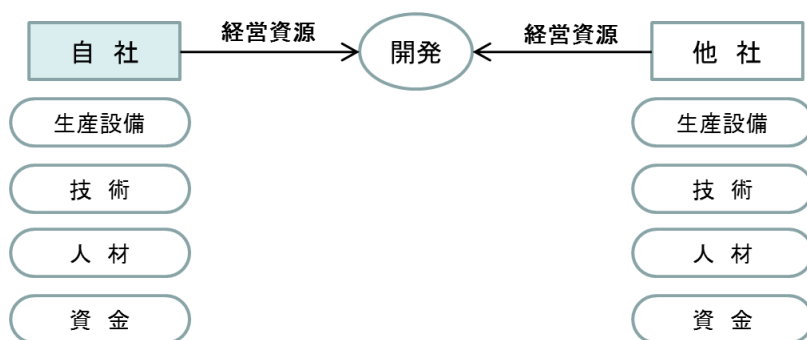 自 社
経営資源
開発
経営資源
他 社
生産設備
生産設備
技 術
技 術
人 材
人 材
資 金
資 金